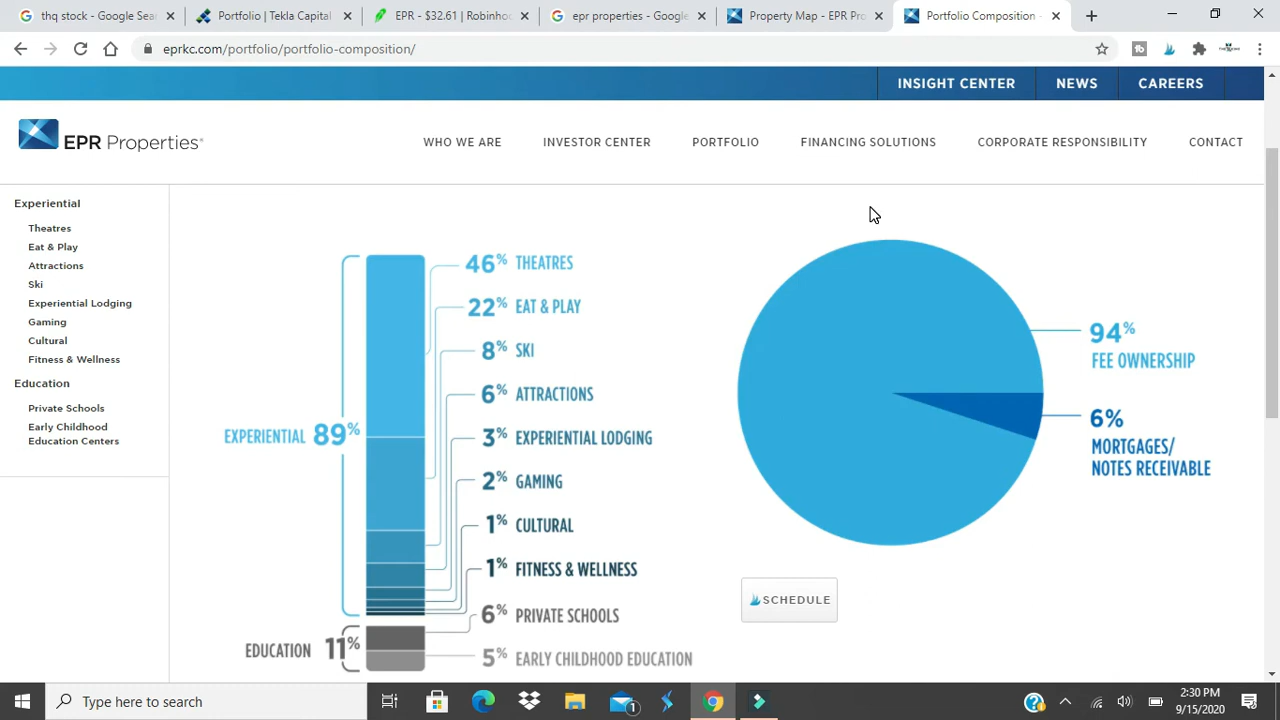 thq stock - Google Sea
Portfolio | Tekla Capital
EPR - $32.61 | Robinho
epr properties - Google
Property Map - EPR Pro
Portfolio Composition -
eprkc.com/portfolio/portfolio-composition/
INSIGHT CENTER
NEWS
CAREERS
EPR Properties
WHO WE ARE
INVESTOR CENTER
PORTFOLIO
FINANCING SOLUTIONS
CORPORATE RESPONSIBILITY
CONTACT
Experiential
Theatres
Eat & Play
Attractions
Ski
Experiential Lodging
Gaming
Cultural
Fitness & Wellness
Education
Private Schools
Early Childhood
Education Centers
EXPERIENTIAL 89%
46% THEATRES
22% EAT & PLAY
8% SKI
6% ATTRACTIONS
3% EXPERIENTIAL LODGING
2% GAMING
1% CULTURAL
1% FITNESS & WELLNESS
EDUCATION 11%
6% PRIVATE SCHOOLS
5% EARLY CHILDHOOD EDUCATION
94%
FEE OWNERSHIP
6%
MORTGAGES/
NOTES RECEIVABLE
SCHEDULE
Type here to search
1
2:30 PM
9/15/2020